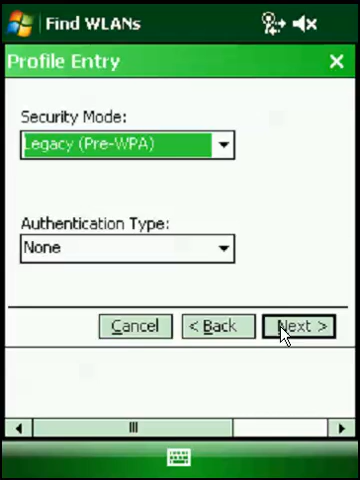 Find WLANs
Profile Entry
Security Mode:
Legacy (Pre-WPA)
Authentication Type:
None
Cancel
< Back
Next >